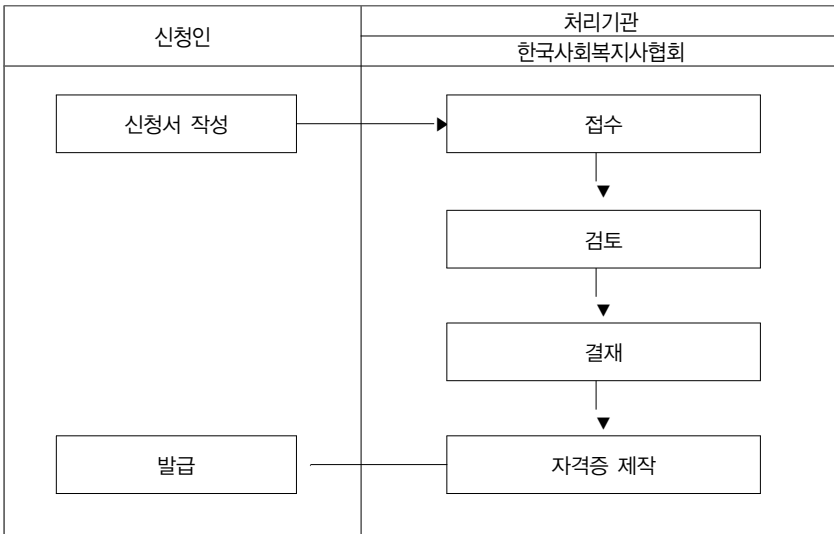 신청인
처리기관
한국사회복지사협회
신청서 작성
접수
검토
결재
발급
자격증 제작